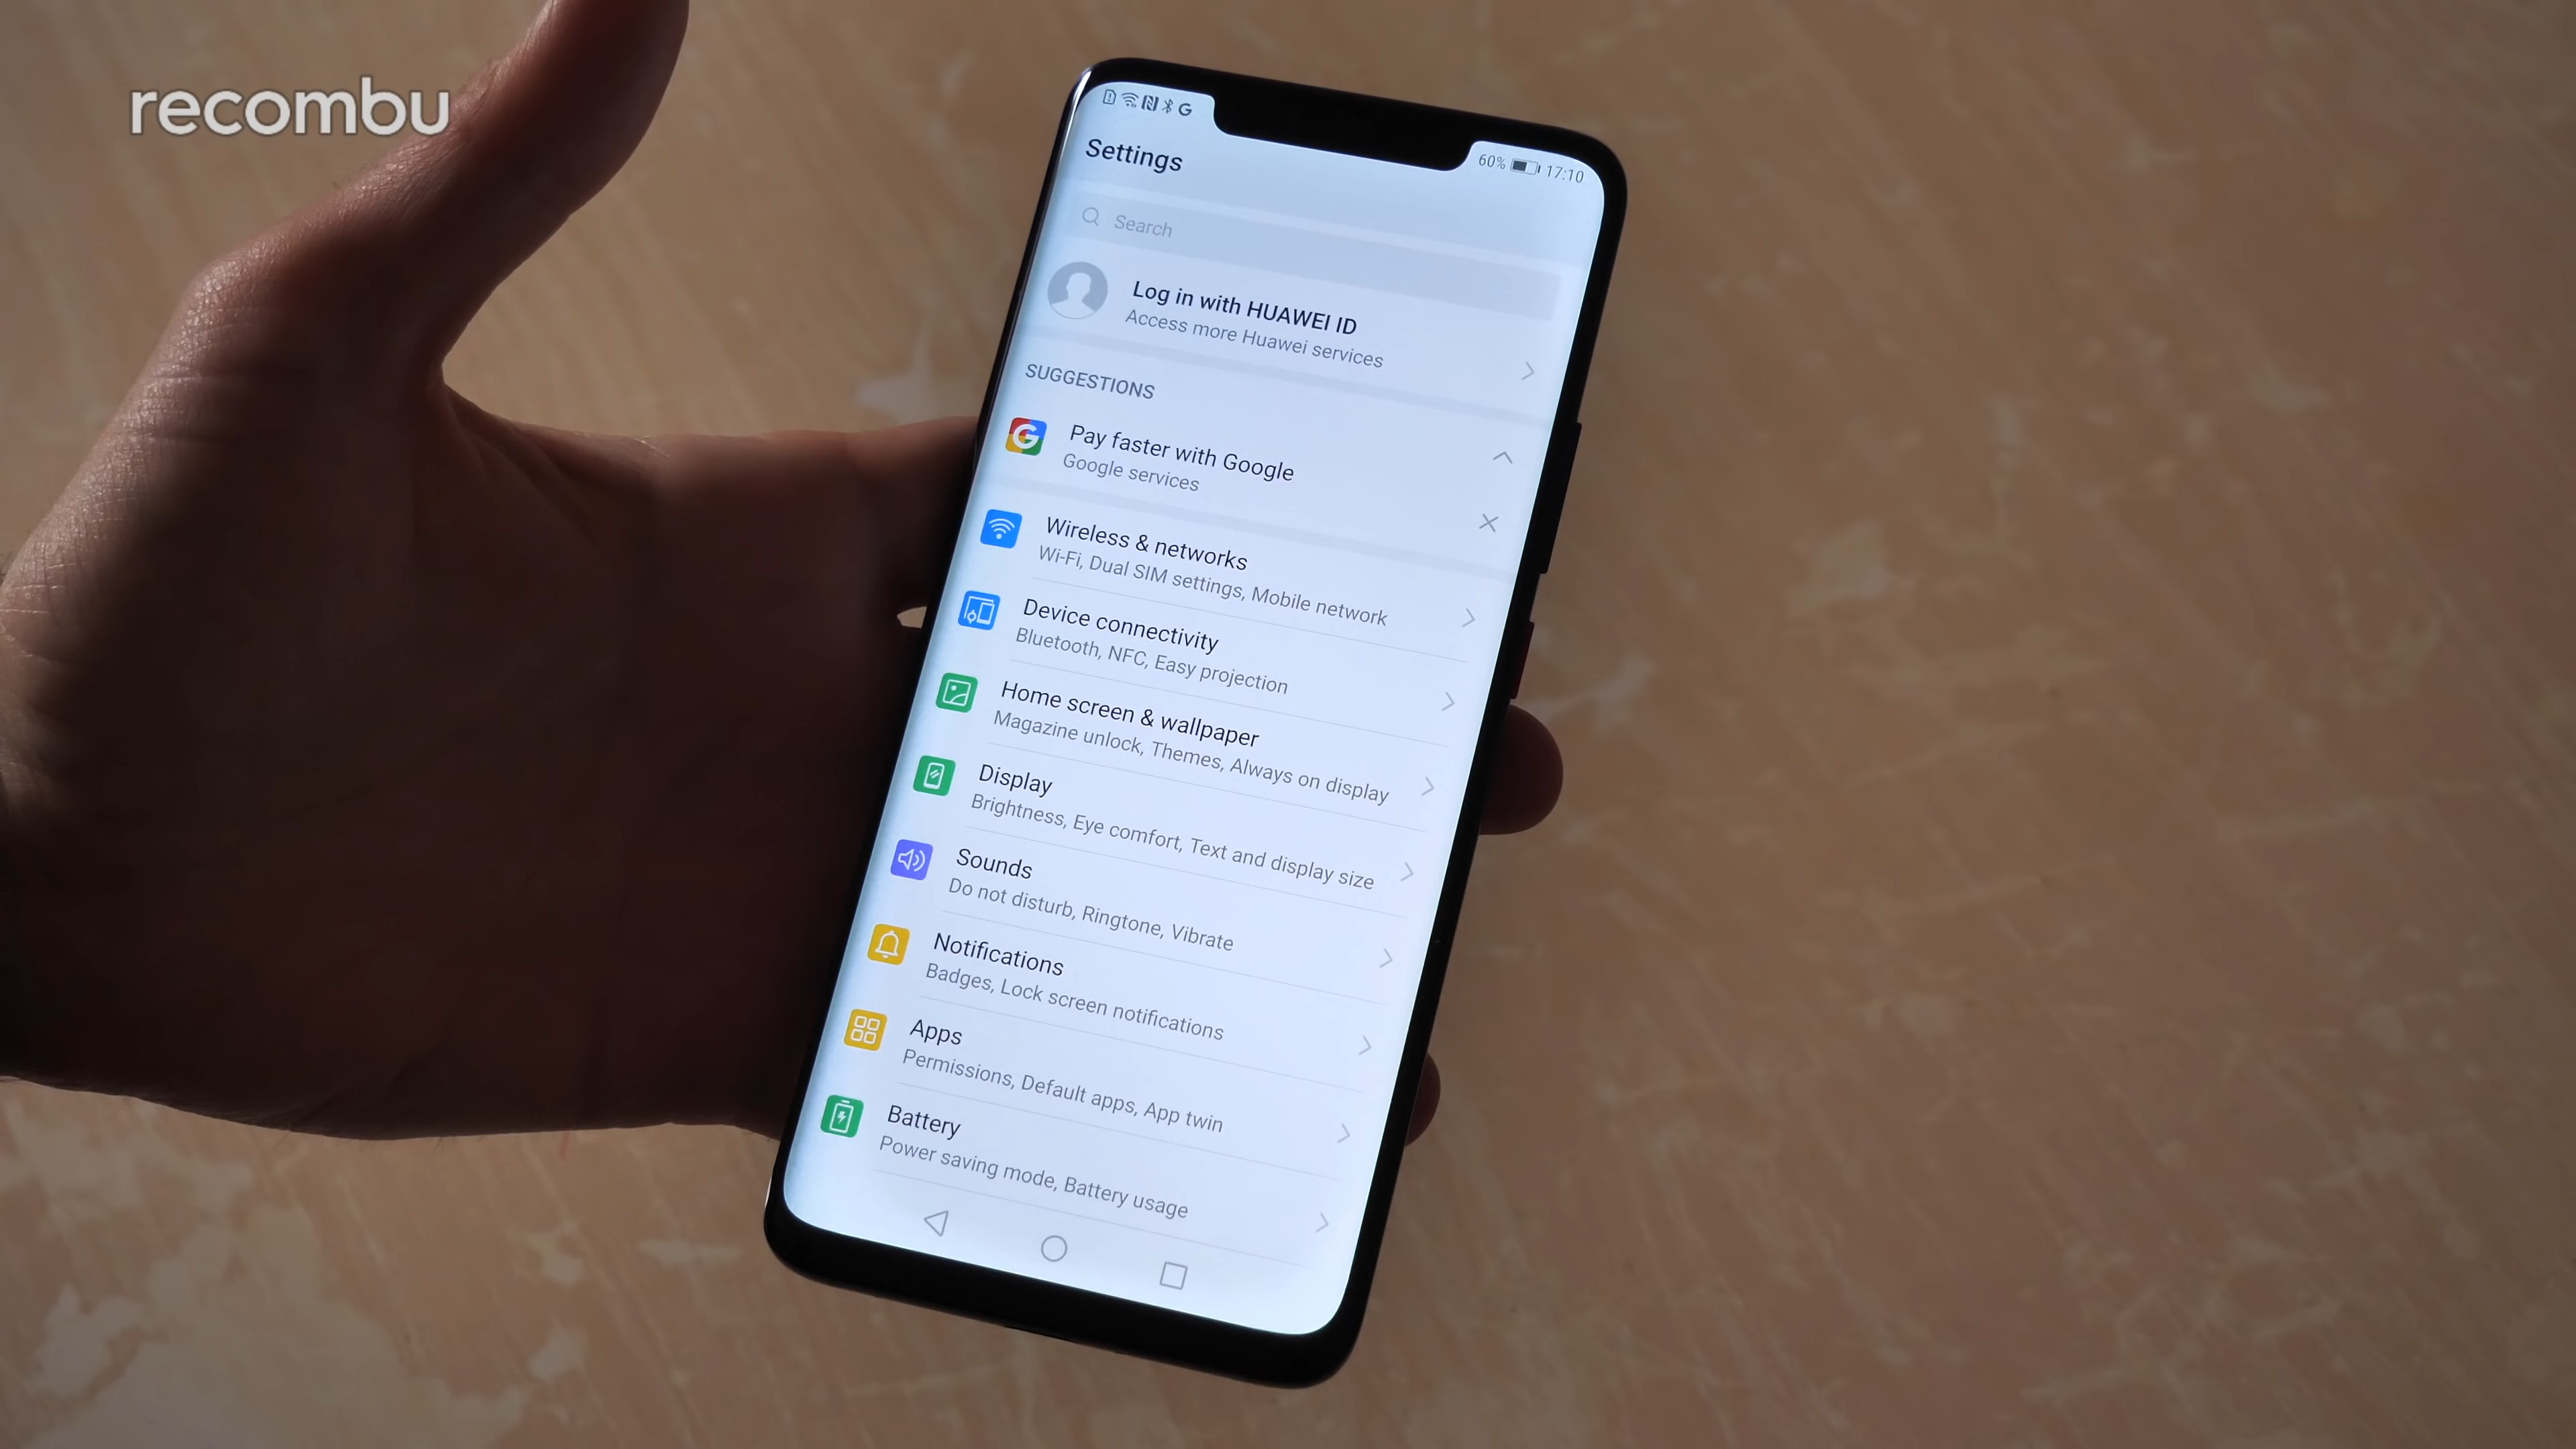 recombu
60% 17:10
Settings
Search
Log in with HUAWEI ID
Access more Huawei services
SUGGESTIONS
Pay faster with Google
Google services
Wireless & networks
Wi-Fi, Dual SIM settings, Mobile network
Device connectivity
Bluetooth, NFC, Easy projection
Home screen & wallpaper
Magazine unlock, Themes, Always on display
Display
Brightness, Eye comfort, Text and display size
Sounds
Do not disturb, Ringtone, Vibrate
Notifications
Badges, Lock screen notifications
Apps
Permissions, Default apps, App twin
Battery
Power saving mode, Battery usage